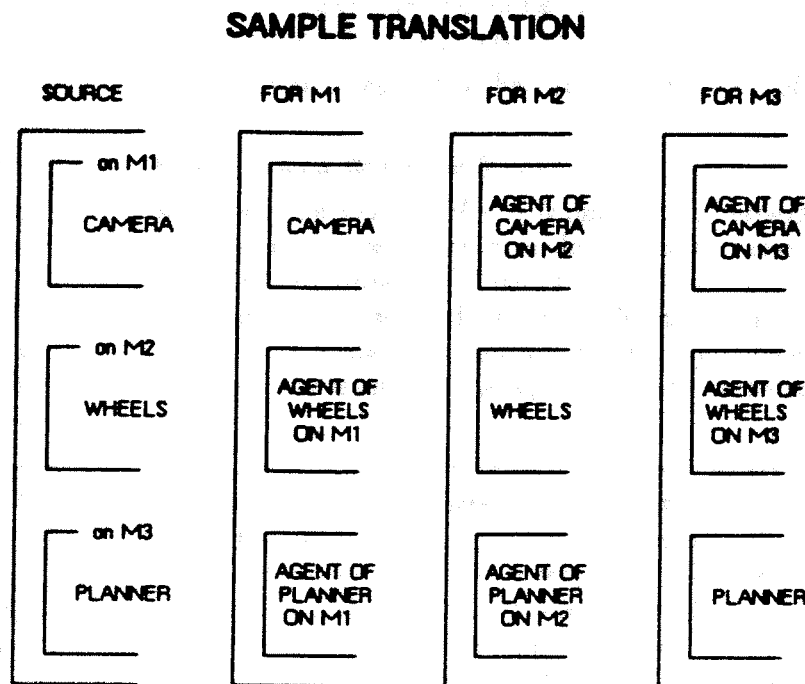 SAMPLE TRANSLATION
SOURCE
FOR M1
FOR M2
FOR M3
on M1
CAMERA
CAMERA
AGENT OF
CAMERA
ON M2
AGENT OF
CAMERA
ON M3
on M2
WHEELS
AGENT OF
WHEELS
ON M1
WHEELS
AGENT OF
WHEELS
ON M3
on M3
PLANNER
AGENT OF
PLANNER
ON M1
AGENT OF
PLANNER
ON M2
PLANNER